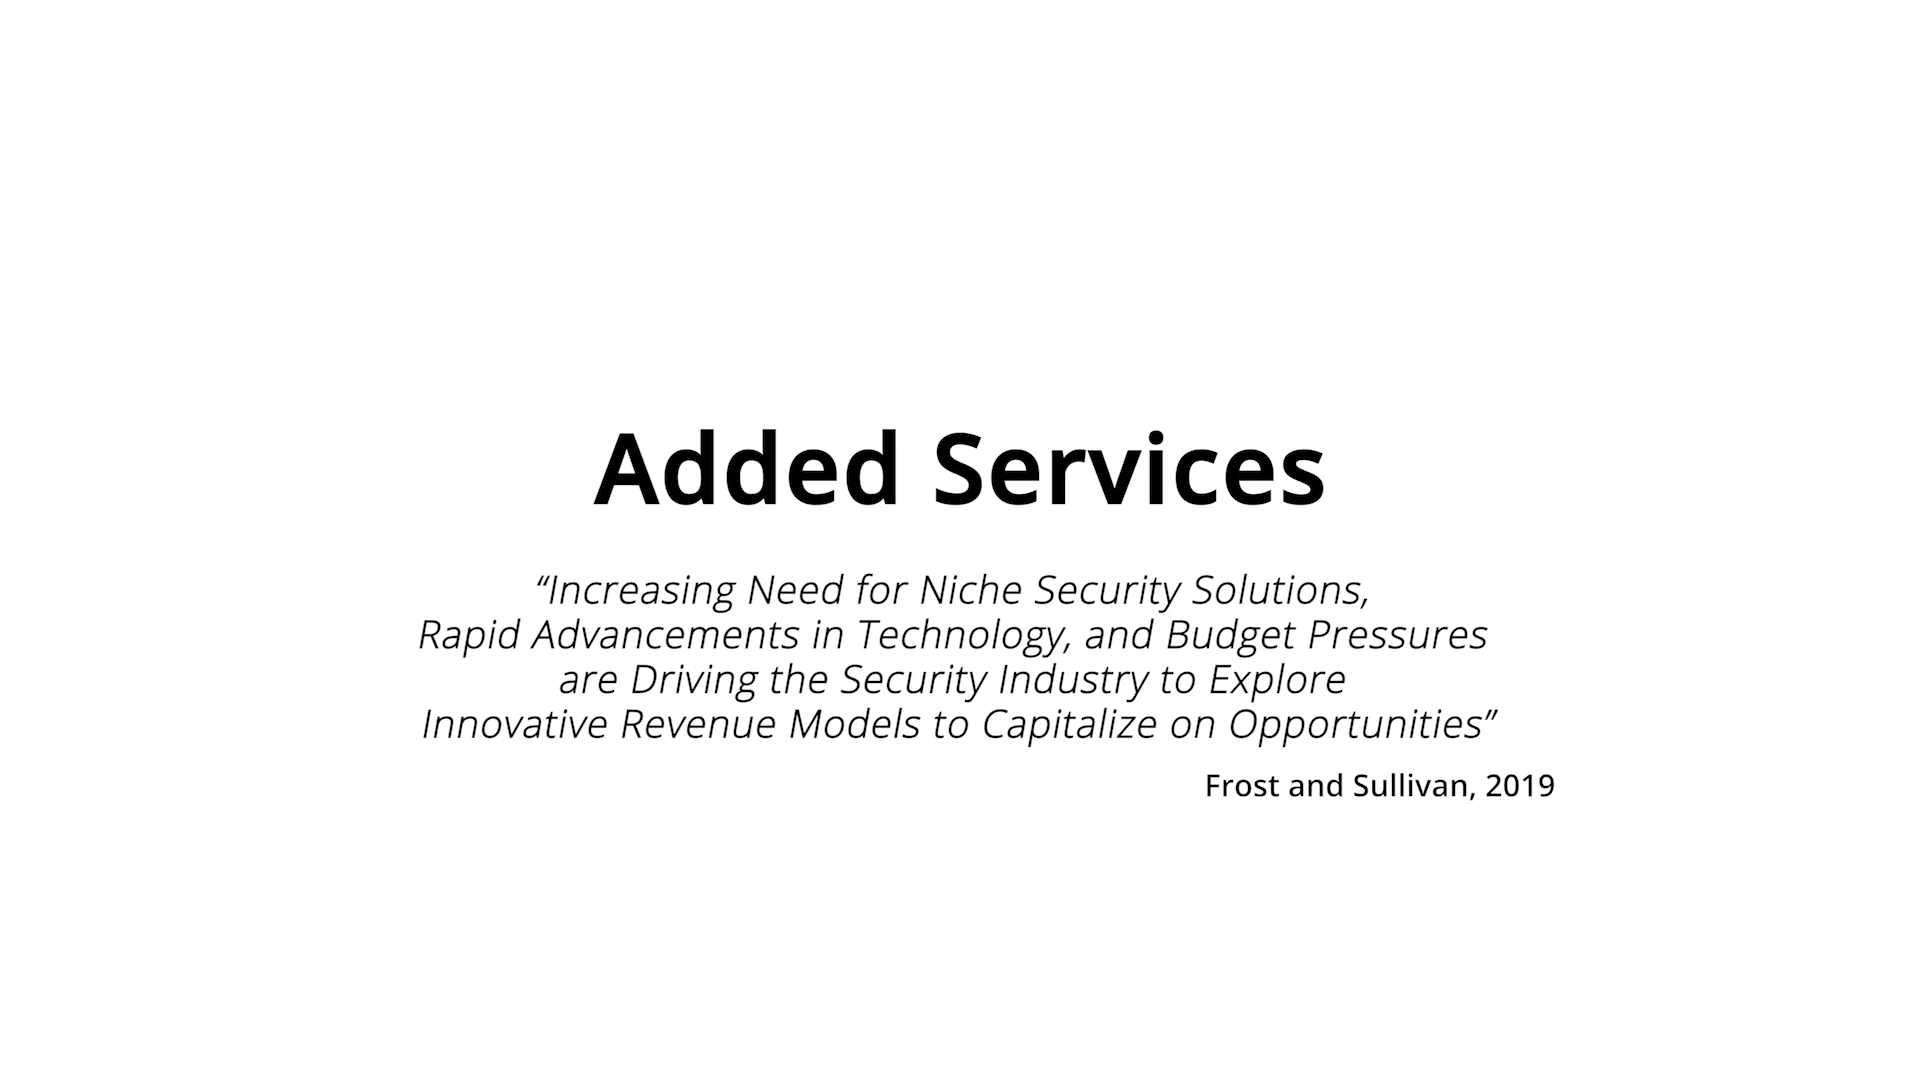 Added Services
“Increasing Need for Niche Security Solutions,
Rapid Advancements in Technology, and Budget Pressures
are Driving the Security Industry to Explore
Innovative Revenue Models to Capitalize on Opportunities”
Frost and Sullivan, 2019